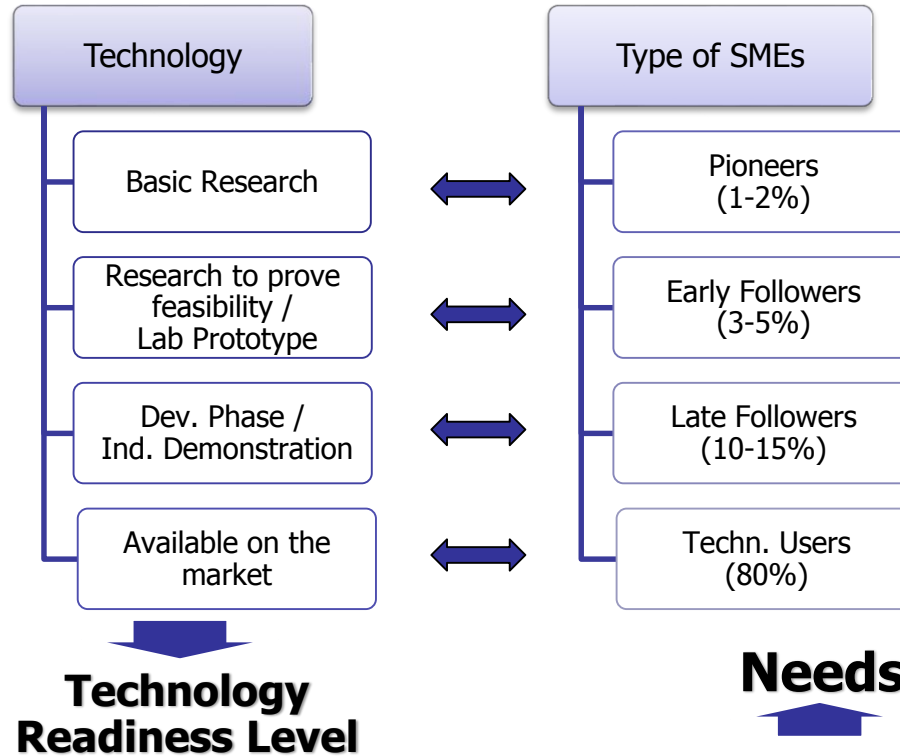 Technology
Basic Research
Research to prove
feasibility /
Lab Prototype
Dev. Phase /
Ind. Demonstration
Available on the
market
Technology
Readiness Level
Type of SMEs
Pioneers
(1-2%)
Early Followers
(3-5%)
Late Followers
(10-15%)
Techn. Users
(80%)
Needs